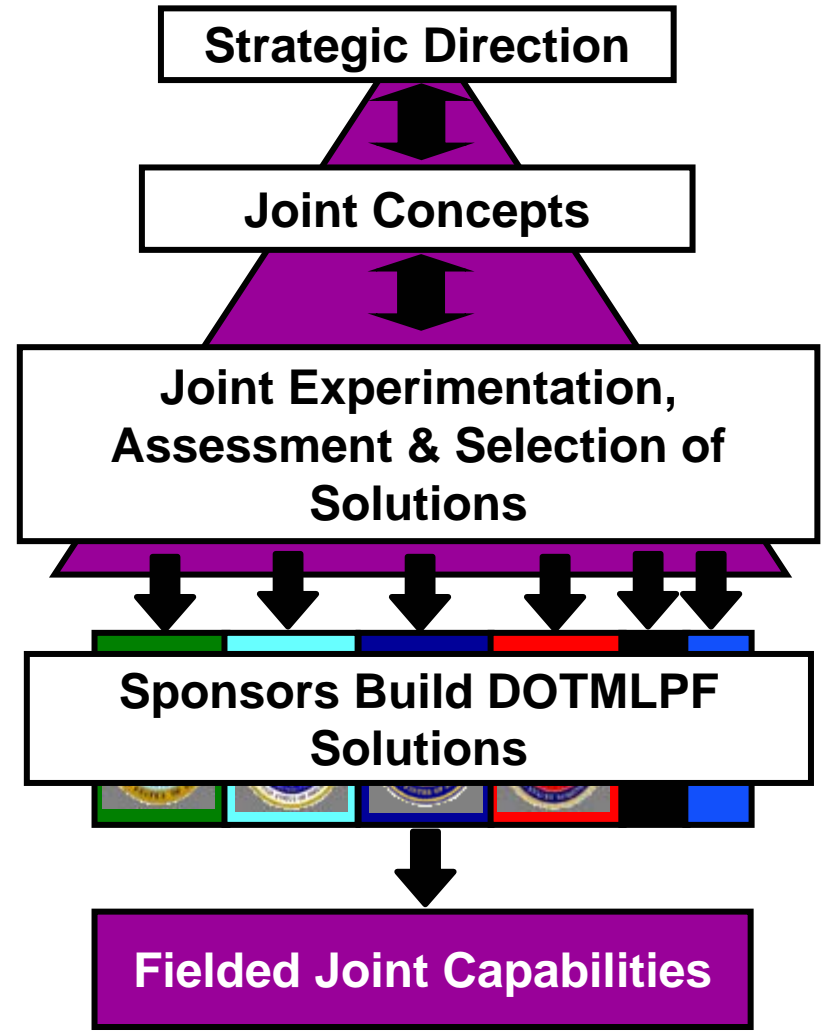 Strategic Direction
Joint Concepts
Joint Experimentation,
Assessment & Selection of
Solutions
Sponsors Build DOTMLPF
Solutions
Fielded Joint Capabilities